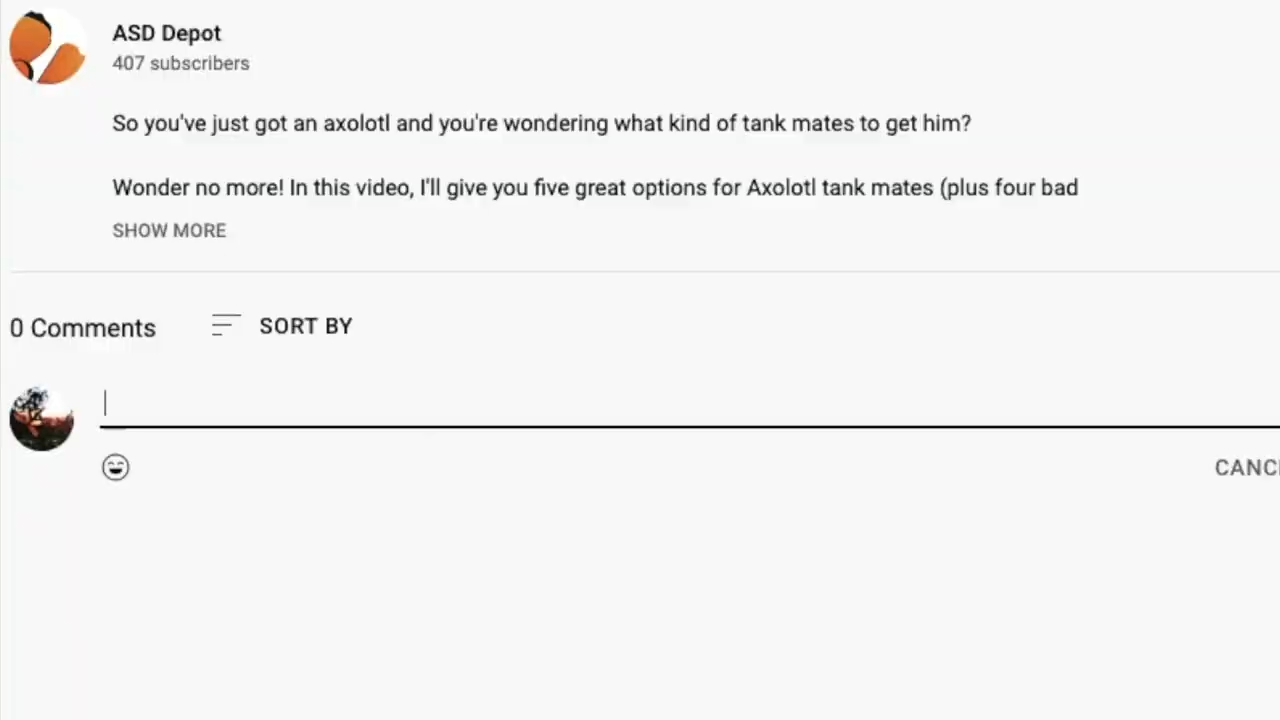 ASD Depot
407 subscribers
So you've just got an axolotl and you're wondering what kind of tank mates to get him?
Wonder no more! In this video, I'll give you five great options for Axolotl tank mates (plus four bad
SHOW MORE
0 Comments
SORT BY
CANC